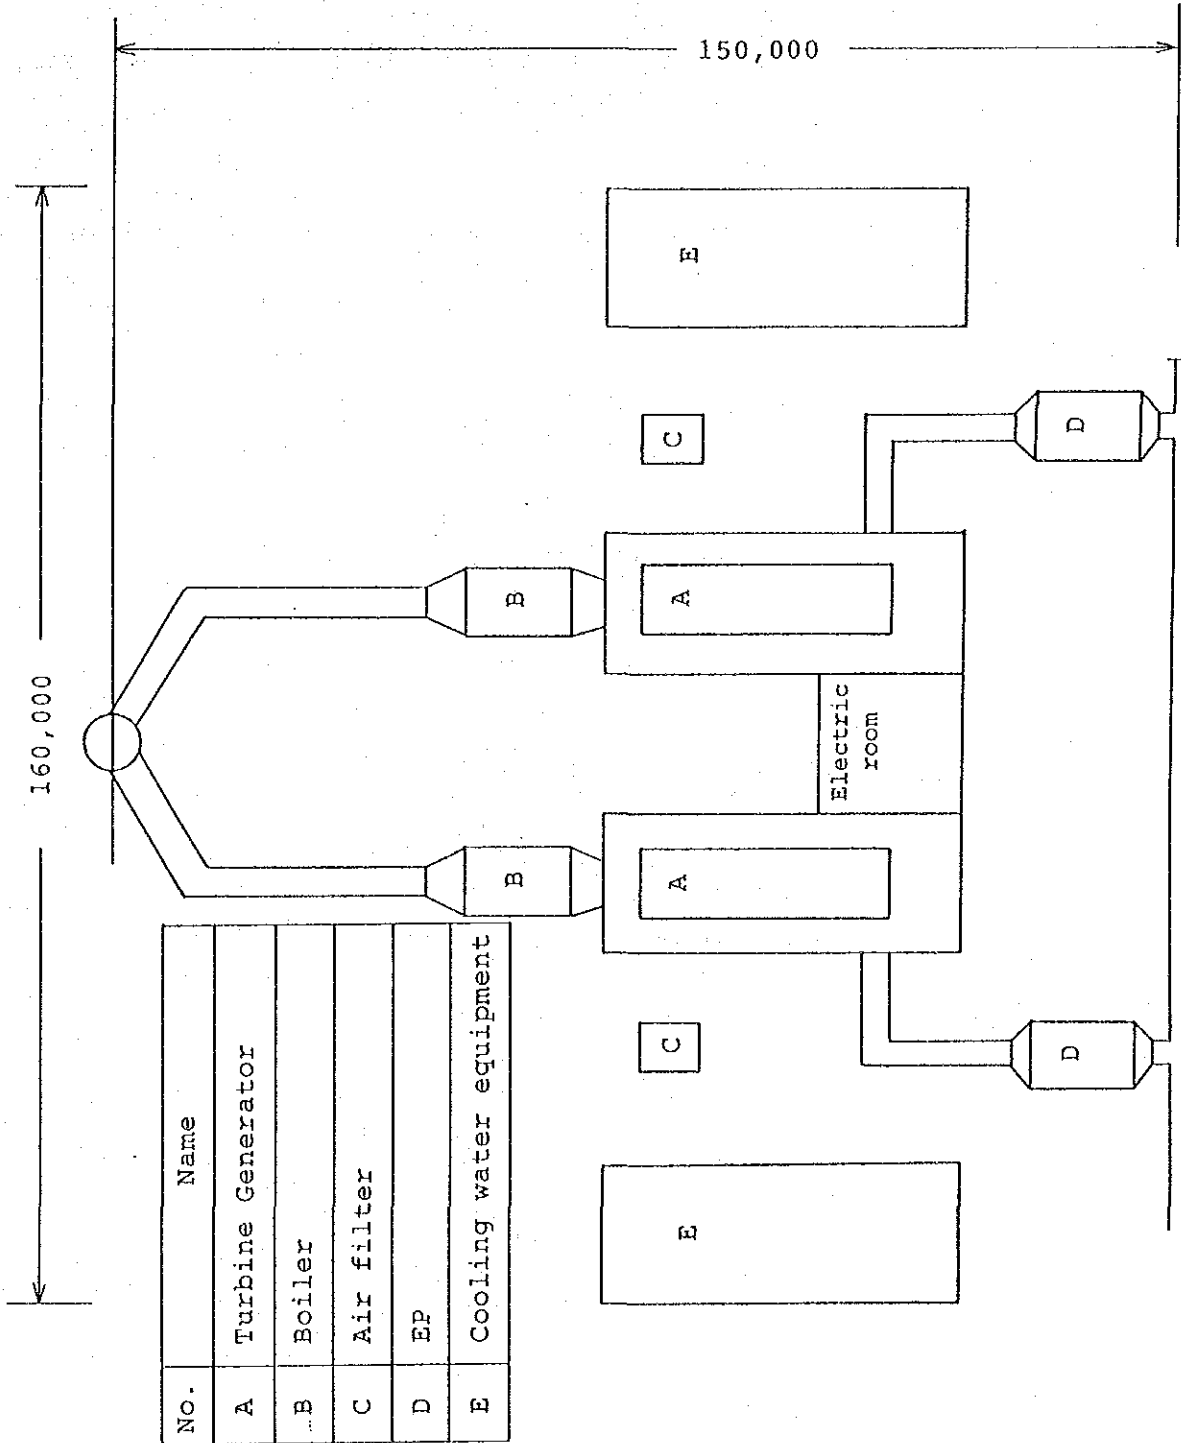 150,000
160,000
E
C
D
B
A
Electric
room
B
A
C
D
E
No. Name
A Turbine Generator
B Boiler
C Air filter
D EP
E Cooling water equipment